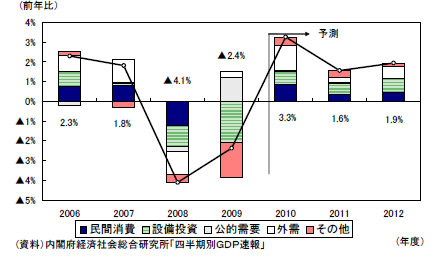 （前年比）
4%
3%
2%
1%
0%
▲1%
▲2%
▲3%
▲4%
▲5%
予測
2.3%
1.8%
▲4.1%
▲2.4%
3.3%
1.6%
1.9%
2006 2007 2008 2009 2010 2011 2012
民間消費 設備投資 公的需要 外需 その他
（資料）内閣府経済社会総合研究所「四半期別GDP速報」
（年度）